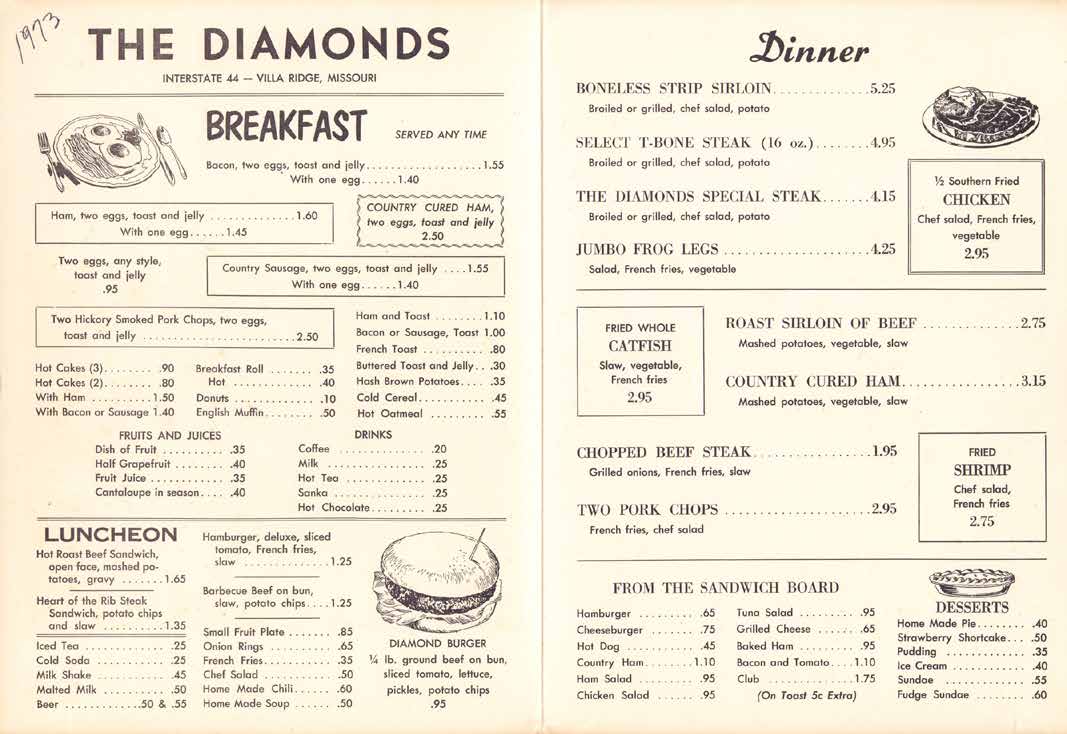 1973
THE DIAMONDS
INTERSTATE 44 — VILLA RIDGE, MISSOURI
BREAKFAST
SERVED ANY TIME
Bacon, two eggs, toast and jelly.................1.55
With one egg......1.40
Ham, two eggs, toast and jelly ..............1.60
With one egg......1.45
COUNTRY CURED HAM,
two eggs, toast and jelly
2.50
Two eggs, any style,
toast and jelly
.95
Country Sausage, two eggs, toast and jelly ....1.55
With one egg......1.40
Two Hickory Smoked Pork Chops, two eggs,
toast and jelly .........................2.50
Ham and Toast ........1.10
Bacon or Sausage, Toast 1.00
French Toast .......... .80
Buttered Toast and Jelly.. .30
Hash Brown Potatoes.... .35
Cold Cereal........... .45
Hot Oatmeal ......... .55
Hot Cakes (3)........ .90
Hot Cakes (2)........ .80
With Ham ..........1.50
With Bacon or Sausage 1.40
Breakfast Roll ....... .35
Hot ............. .40
Donuts ............. .10
English Muffin........ .50
FRUITS AND JUICES
Dish of Fruit .......... .35
Half Grapefruit ........ .40
Fruit Juice ............ .35
Cantaloupe in season.... .40
DRINKS
Coffee .............. .20
Milk ................ .25
Hot Tea ............. .25
Sanka ............... .25
Hot Chocolate......... .25
LUNCHEON
Hot Roast Beef Sandwich,
open face, mashed po-
tatoes, gravy .......1.65
Heart of the Rib Steak
Sandwich, potato chips
and slaw ..........1.35
Iced Tea ............. .25
Cold Soda ........... .25
Milk Shake ........... .45
Malted Milk .......... .50
Beer ............50 & .55
Hamburger, deluxe, sliced
tomato, French fries,
slaw ..............1.25
Barbecue Beef on bun,
slaw, potato chips....1.25
Small Fruit Plate ....... .85
Onion Rings .......... .65
French Fries........... .35
Chef Salad ........... .50
Home Made Chili...... .60
Home Made Soup ...... .50
DIAMOND BURGER
¼ lb. ground beef on bun,
sliced tomato, lettuce,
pickles, potato chips
.95
Dinner
BONELESS STRIP SIRLOIN..............5.25
Broiled or grilled, chef salad, potato
SELECT T-BONE STEAK (16 oz.)........4.95
Broiled or grilled, chef salad, potato
THE DIAMONDS SPECIAL STEAK.......4.15
Broiled or grilled, chef salad, potato
JUMBO FROG LEGS .....................4.25
Salad, French fries, vegetable
½ Southern Fried
CHICKEN
Chef salad, French fries,
vegetable
2.95
FRIED WHOLE
CATFISH
Slaw, vegetable,
French fries
2.95
ROAST SIRLOIN OF BEEF ..............2.75
Mashed potatoes, vegetable, slaw
COUNTRY CURED HAM.................3.15
Mashed potatoes, vegetable, slaw
CHOPPED BEEF STEAK.................1.95
Grilled onions, French fries, slaw
TWO PORK CHOPS .....................2.95
French fries, chef salad
FRIED
SHRIMP
Chef salad,
French fries
2.75
FROM THE SANDWICH BOARD
Hamburger ......... .65
Cheeseburger ....... .75
Hot Dog ........... .45
Country Ham.......1.10
Ham Salad ......... .95
Chicken Salad ...... .95
Tuna Salad ......... .95
Grilled Cheese ...... .65
Baked Ham ........ .95
Bacon and Tomato...1.10
Club ..............1.75
(On Toast 5c Extra)
DESSERTS
Home Made Pie........ .40
Strawberry Shortcake... .50
Pudding ............. .35
Ice Cream ............ .40
Sundae .............. .55
Fudge Sundae ........ .60